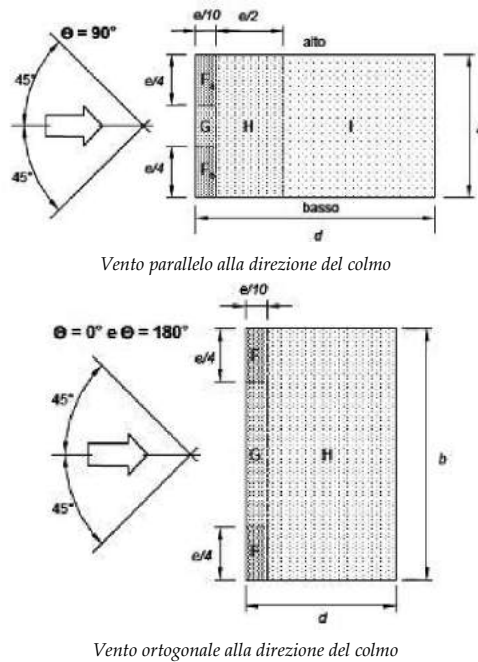 Θ = 90°
e/10 e/2
alto
45°
45°
e/4
e/4
Fa
G H I
Fb
basso
d
Vento parallelo alla direzione del colmo
e/10
Θ = 0° e Θ = 180°
45°
45°
e/4
e/4
F
G H
F
b
d
Vento ortogonale alla direzione del colmo